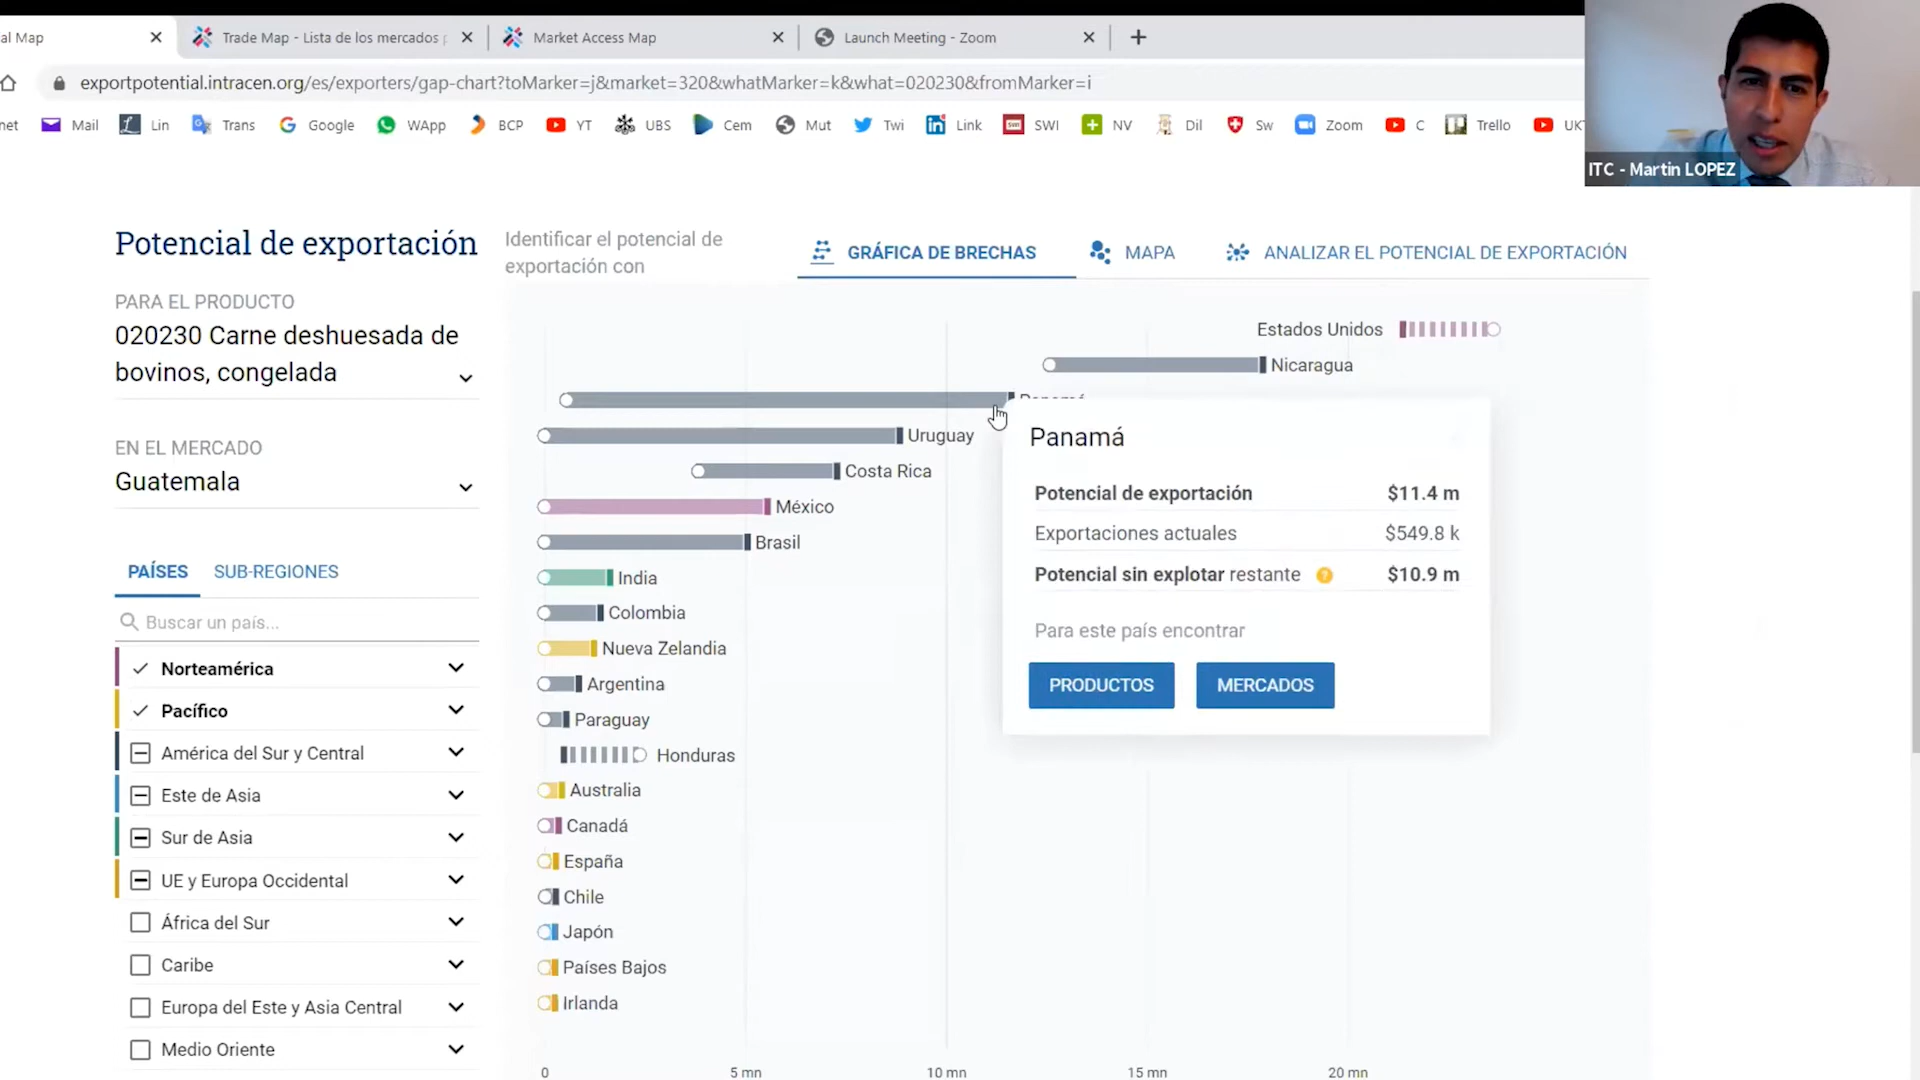 al Map
Trade Map - Lista de los mercados
Market Access Map
Launch Meeting - Zoom
exportpotential.intracen.org/es/exporters/gap-chart?toMarker=j&market=320&whatMarker=k&what=020230&fromMarker=i
net Mail Lin Trans Google WApp BCP YT UBS Cem Mut Twi Link SWI NV Dil Sw Zoom C Trello UK
ITC - Martin LOPEZ
Potencial de exportación
Identificar el potencial de
exportación con
GRÁFICA DE BRECHAS
MAPA
ANALIZAR EL POTENCIAL DE EXPORTACIÓN
PARA EL PRODUCTO
020230 Carne deshuesada de
bovinos, congelada
EN EL MERCADO
Guatemala
PAÍSES SUB-REGIONES
Buscar un país...
Norteamérica
Pacífico
América del Sur y Central
Este de Asia
Sur de Asia
UE y Europa Occidental
África del Sur
Caribe
Europa del Este y Asia Central
Medio Oriente
Estados Unidos
Nicaragua
Panamá
Uruguay
Costa Rica
México
Brasil
India
Colombia
Nueva Zelandia
Argentina
Paraguay
Honduras
Australia
Canadá
España
Chile
Japón
Países Bajos
Irlanda
0 5 mn 10 mn 15 mn 20 mn
Panamá
Potencial de exportación $11.4 m
Exportaciones actuales $549.8 k
Potencial sin explotar restante ? $10.9 m
Para este país encontrar
PRODUCTOS MERCADOS